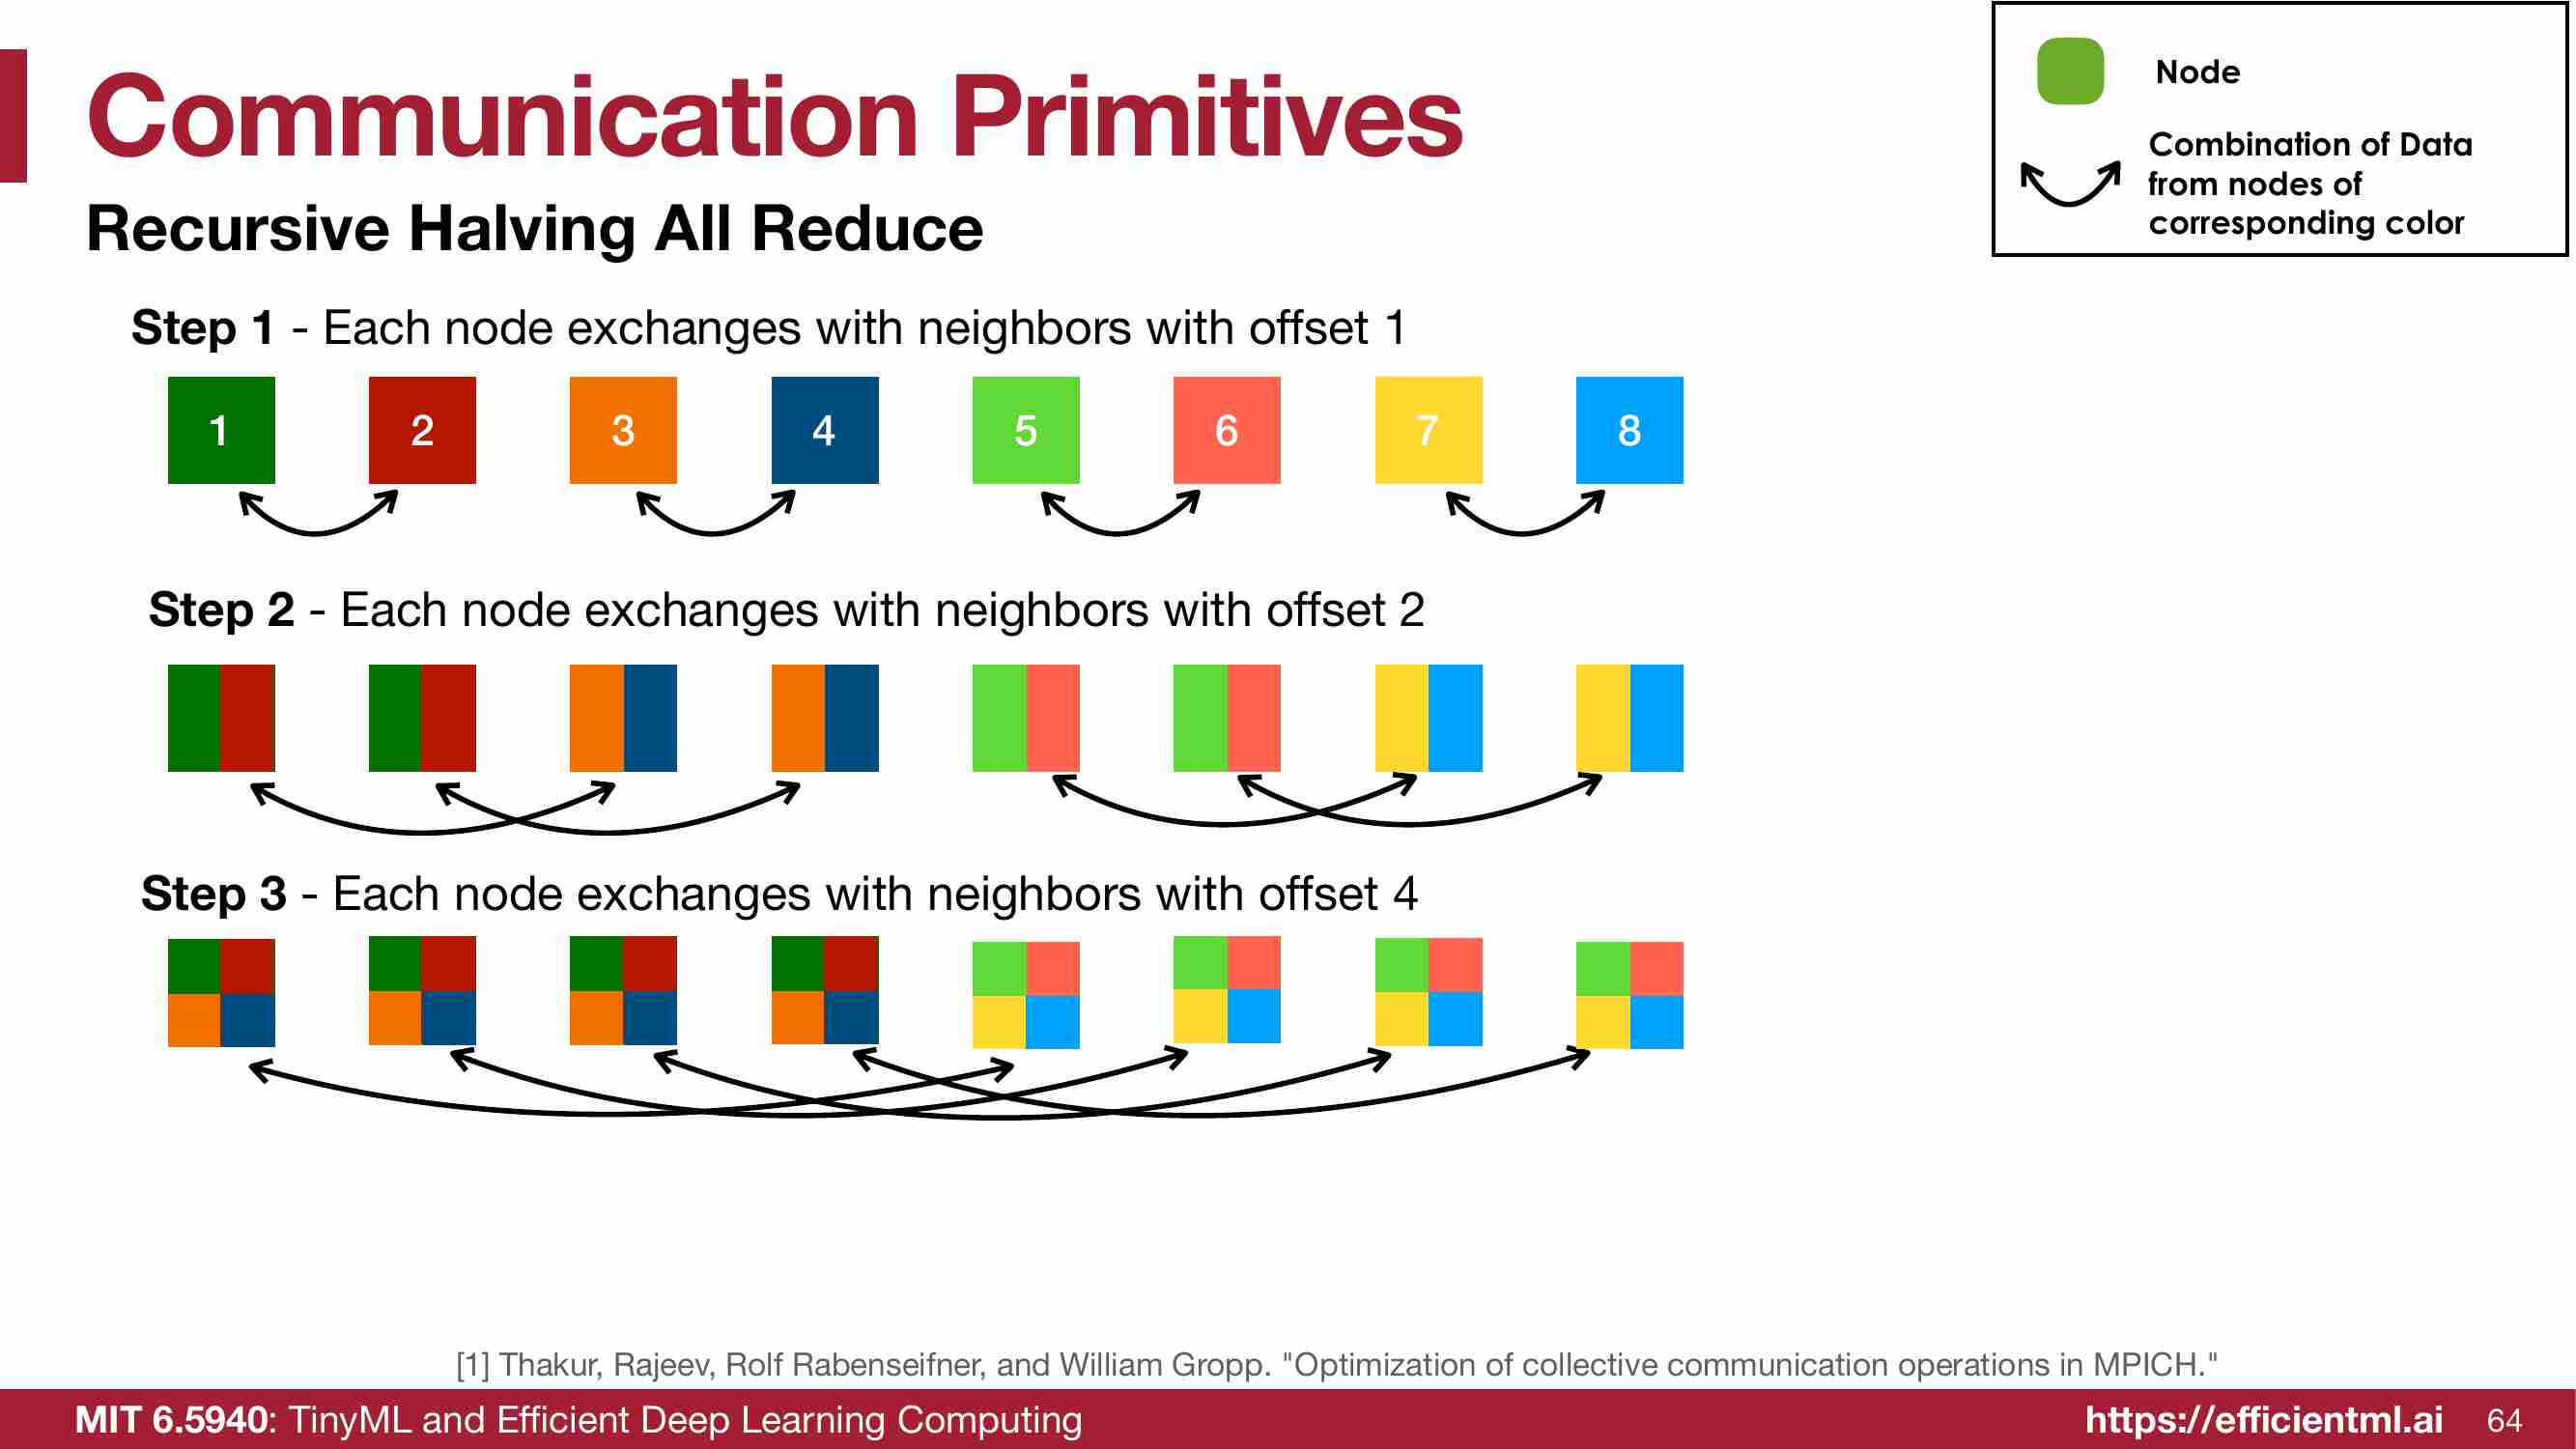 Communication Primitives
Recursive Halving All Reduce
Node
Combination of Data
from nodes of
corresponding color
Step 1 - Each node exchanges with neighbors with offset 1
1 2 3 4 5 6 7 8
Step 2 - Each node exchanges with neighbors with offset 2
Step 3 - Each node exchanges with neighbors with offset 4
[1] Thakur, Rajeev, Rolf Rabenseifner, and William Gropp. "Optimization of collective communication operations in MPICH."
MIT 6.5940: TinyML and Efficient Deep Learning Computing
https://efficientml.ai 64